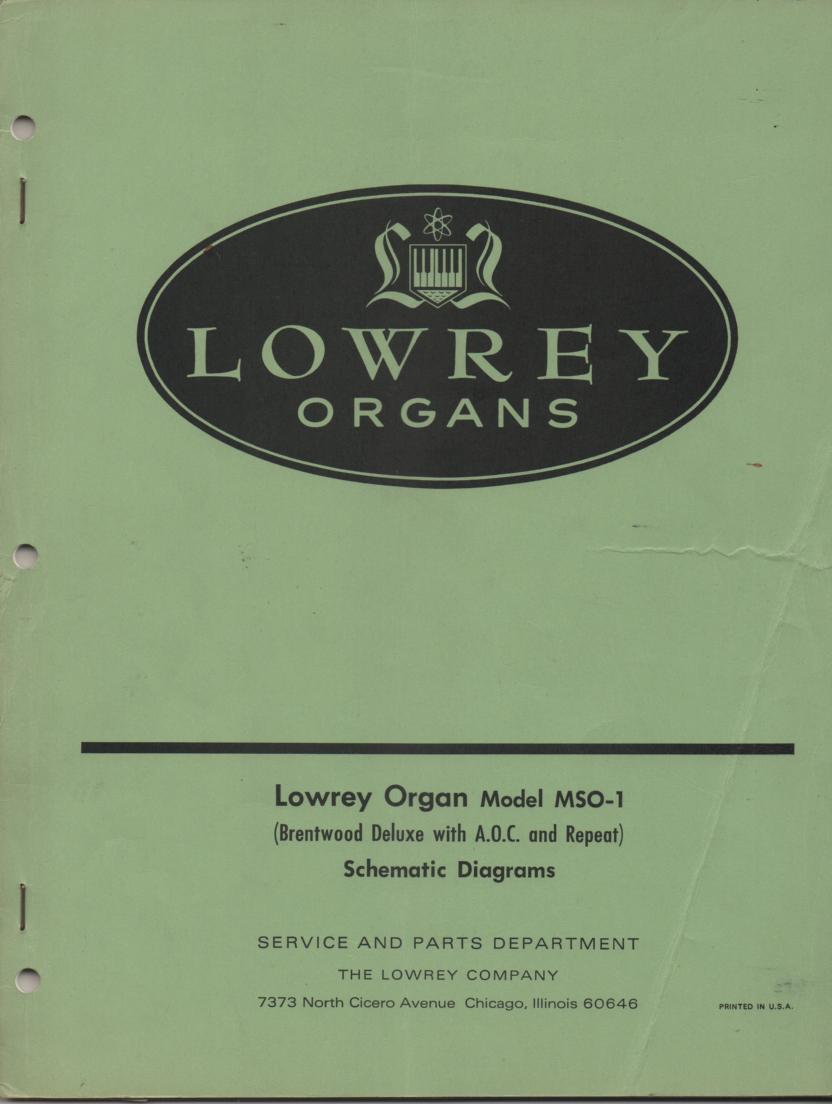 LOWREY
ORGANS
Lowrey Organ Model MSO-1
(Brentwood Deluxe with A.O.C. and Repeat)
Schematic Diagrams
SERVICE AND PARTS DEPARTMENT
THE LOWREY COMPANY
7373 North Cicero Avenue Chicago, Illinois 60646
PRINTED IN U.S.A.